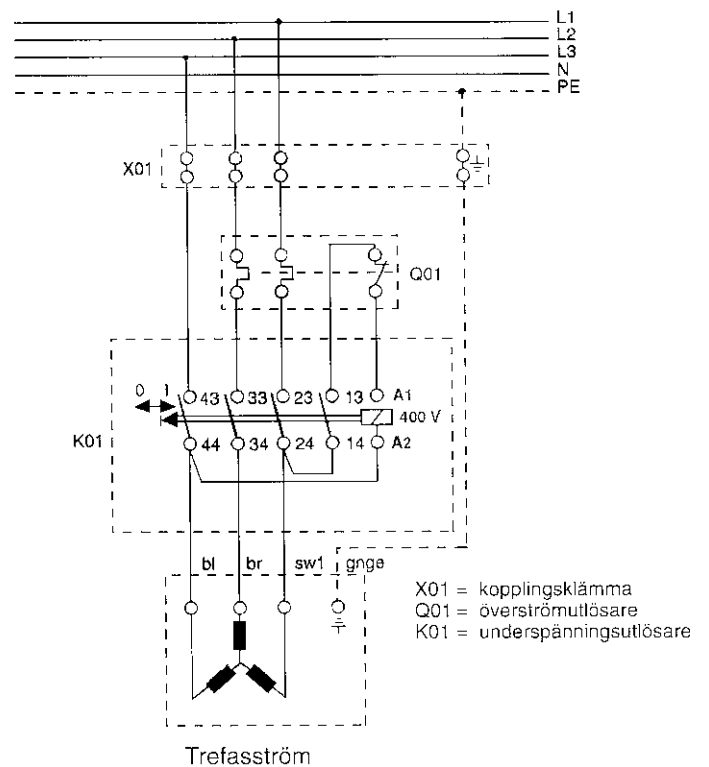 L1
L2
L3
N
PE
X01
Q01
0 1
43 33 23 13 A1
400 V
K01
44 34 24 14 A2
bl br sw1 gnge
X01 = kopplingsklämma
Q01 = överströmutlösare
K01 = underspänningsutlösare
Trefasström